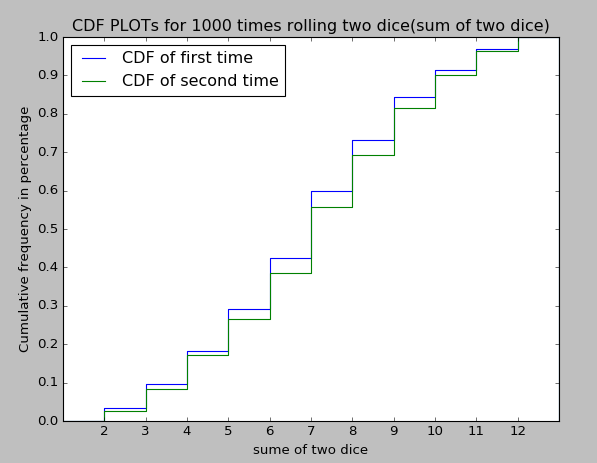 CDF PLOTs for 1000 times rolling two dice(sum of two dice)
1.0
0.9
0.8
0.7
0.6
0.5
0.4
0.3
0.2
0.1
0.0
Cumulative frequency in percentage
CDF of first time
CDF of second time
2 3 4 5 6 7 8 9 10 11 12
sume of two dice